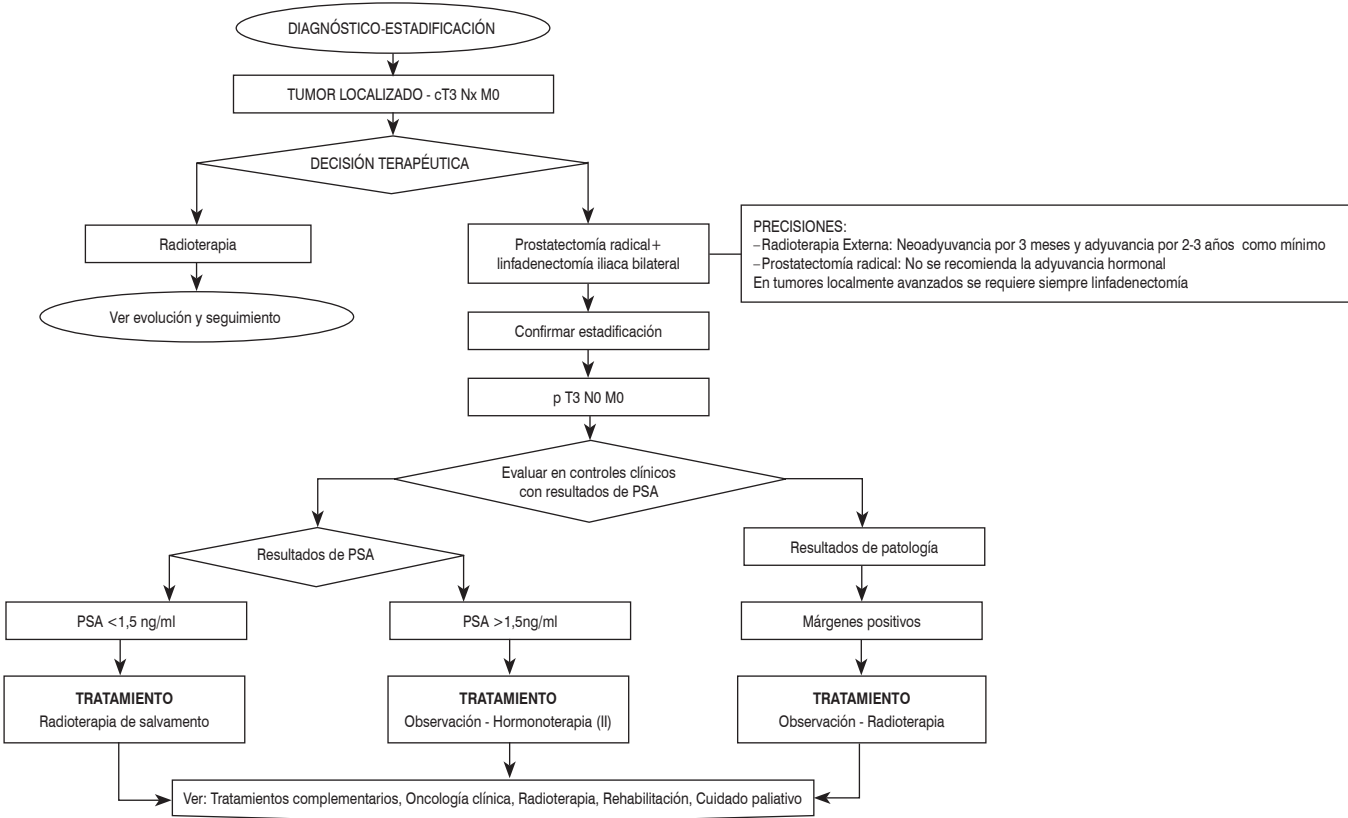 DIAGNÓSTICO-ESTADIFICACIÓN
TUMOR LOCALIZADO - cT3 Nx M0
DECISIÓN TERAPÉUTICA
Radioterapia
Ver evolución y seguimiento
Prostatectomía radical+
linfadenectomía iliaca bilateral
PRECISIONES:
–Radioterapia Externa: Neoadyuvancia por 3 meses y adyuvancia por 2-3 años como mínimo
–Prostatectomía radical: No se recomienda la adyuvancia hormonal
En tumores localmente avanzados se requiere siempre linfadenectomía
Confirmar estadificación
p T3 N0 M0
Evaluar en controles clínicos
con resultados de PSA
Resultados de PSA
Resultados de patología
PSA <1,5 ng/ml
PSA >1,5ng/ml
Márgenes positivos
TRATAMIENTO
Radioterapia de salvamento
TRATAMIENTO
Observación - Hormonoterapia (II)
TRATAMIENTO
Observación - Radioterapia
Ver: Tratamientos complementarios, Oncología clínica, Radioterapia, Rehabilitación, Cuidado paliativo